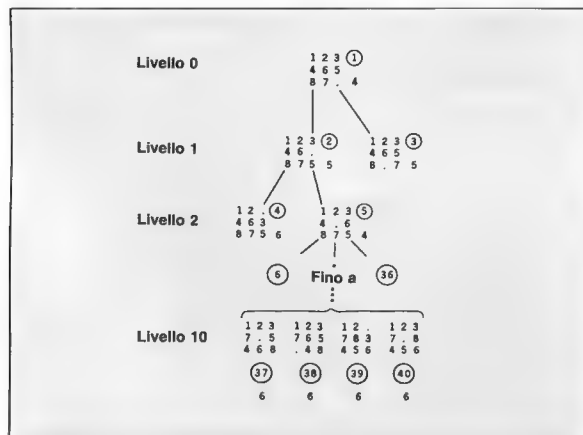 Livello 0
1 2 3 1
4 6 5
8 7 . 4
Livello 1
1 2 3 2
4 6 .
8 7 5 5
1 2 3 3
4 6 5
8 . 7 5
Livello 2
1 2 . 4
4 6 3
8 7 5 6
1 2 3 5
4 . 6
8 7 5 4
6 Fino a 36
Livello 10
1 2 3
7 . 5
4 6 8
1 2 3
7 6 5
. 4 8
1 2 .
7 8 3
4 5 6
1 2 3
7 . 8
4 5 6
37 38 39 40
6 6 6 6